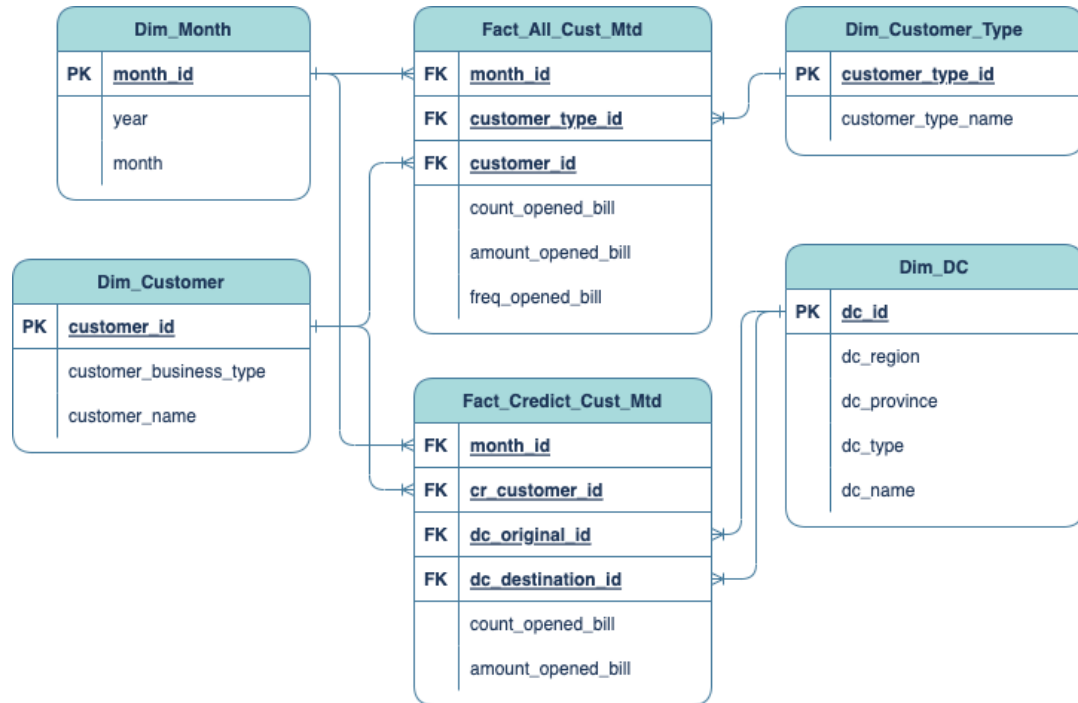 Dim_Month
PK month_id
year
month
Fact_All_Cust_Mtd
FK month_id
FK customer_type_id
FK customer_id
count_opened_bill
amount_opened_bill
freq_opened_bill
Dim_Customer_Type
PK customer_type_id
customer_type_name
Dim_Customer
PK customer_id
customer_business_type
customer_name
Fact_Credict_Cust_Mtd
FK month_id
FK cr_customer_id
FK dc_original_id
FK dc_destination_id
count_opened_bill
amount_opened_bill
Dim_DC
PK dc_id
dc_region
dc_province
dc_type
dc_name